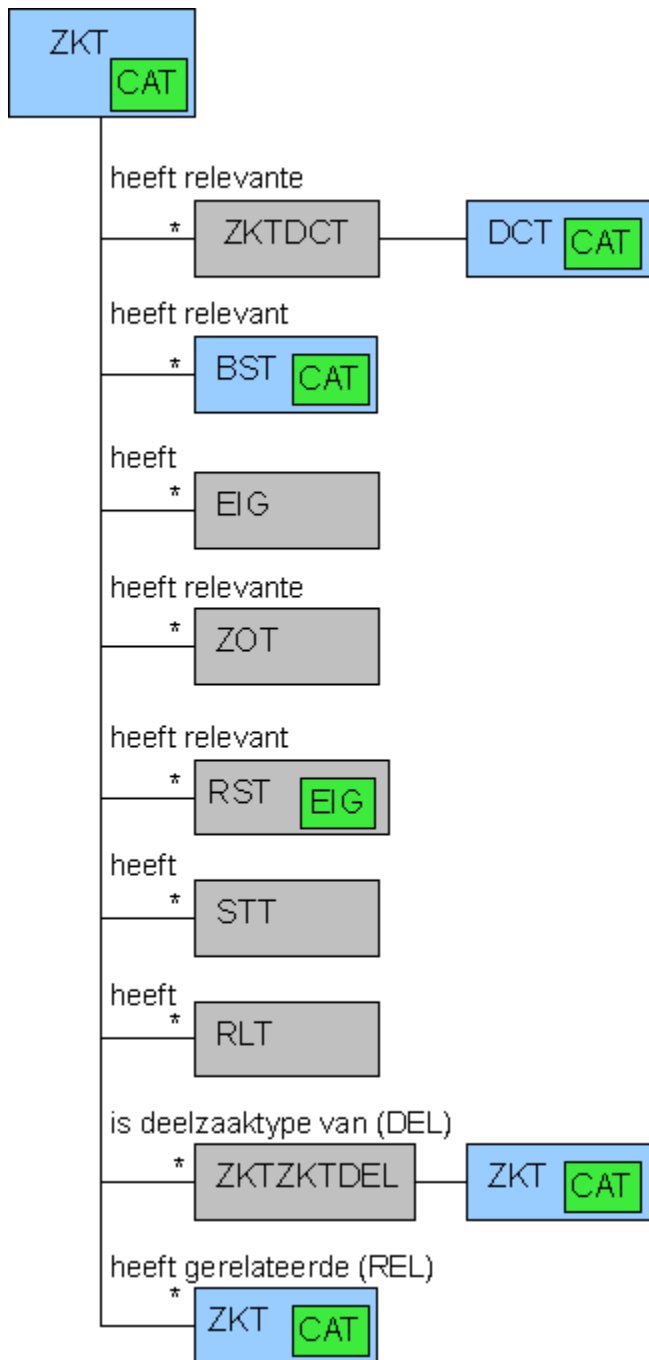 ZKT
CAT
heeft relevante
* ZKTDCT DCT CAT
heeft relevant
* BST CAT
heeft
* EIG
heeft relevante
* ZOT
heeft relevant
* RST EIG
heeft
* STT
heeft
* RLT
is deelzaaktype van (DEL)
* ZKTZKTDEL ZKT CAT
heeft gerelateerde (REL)
* ZKT CAT